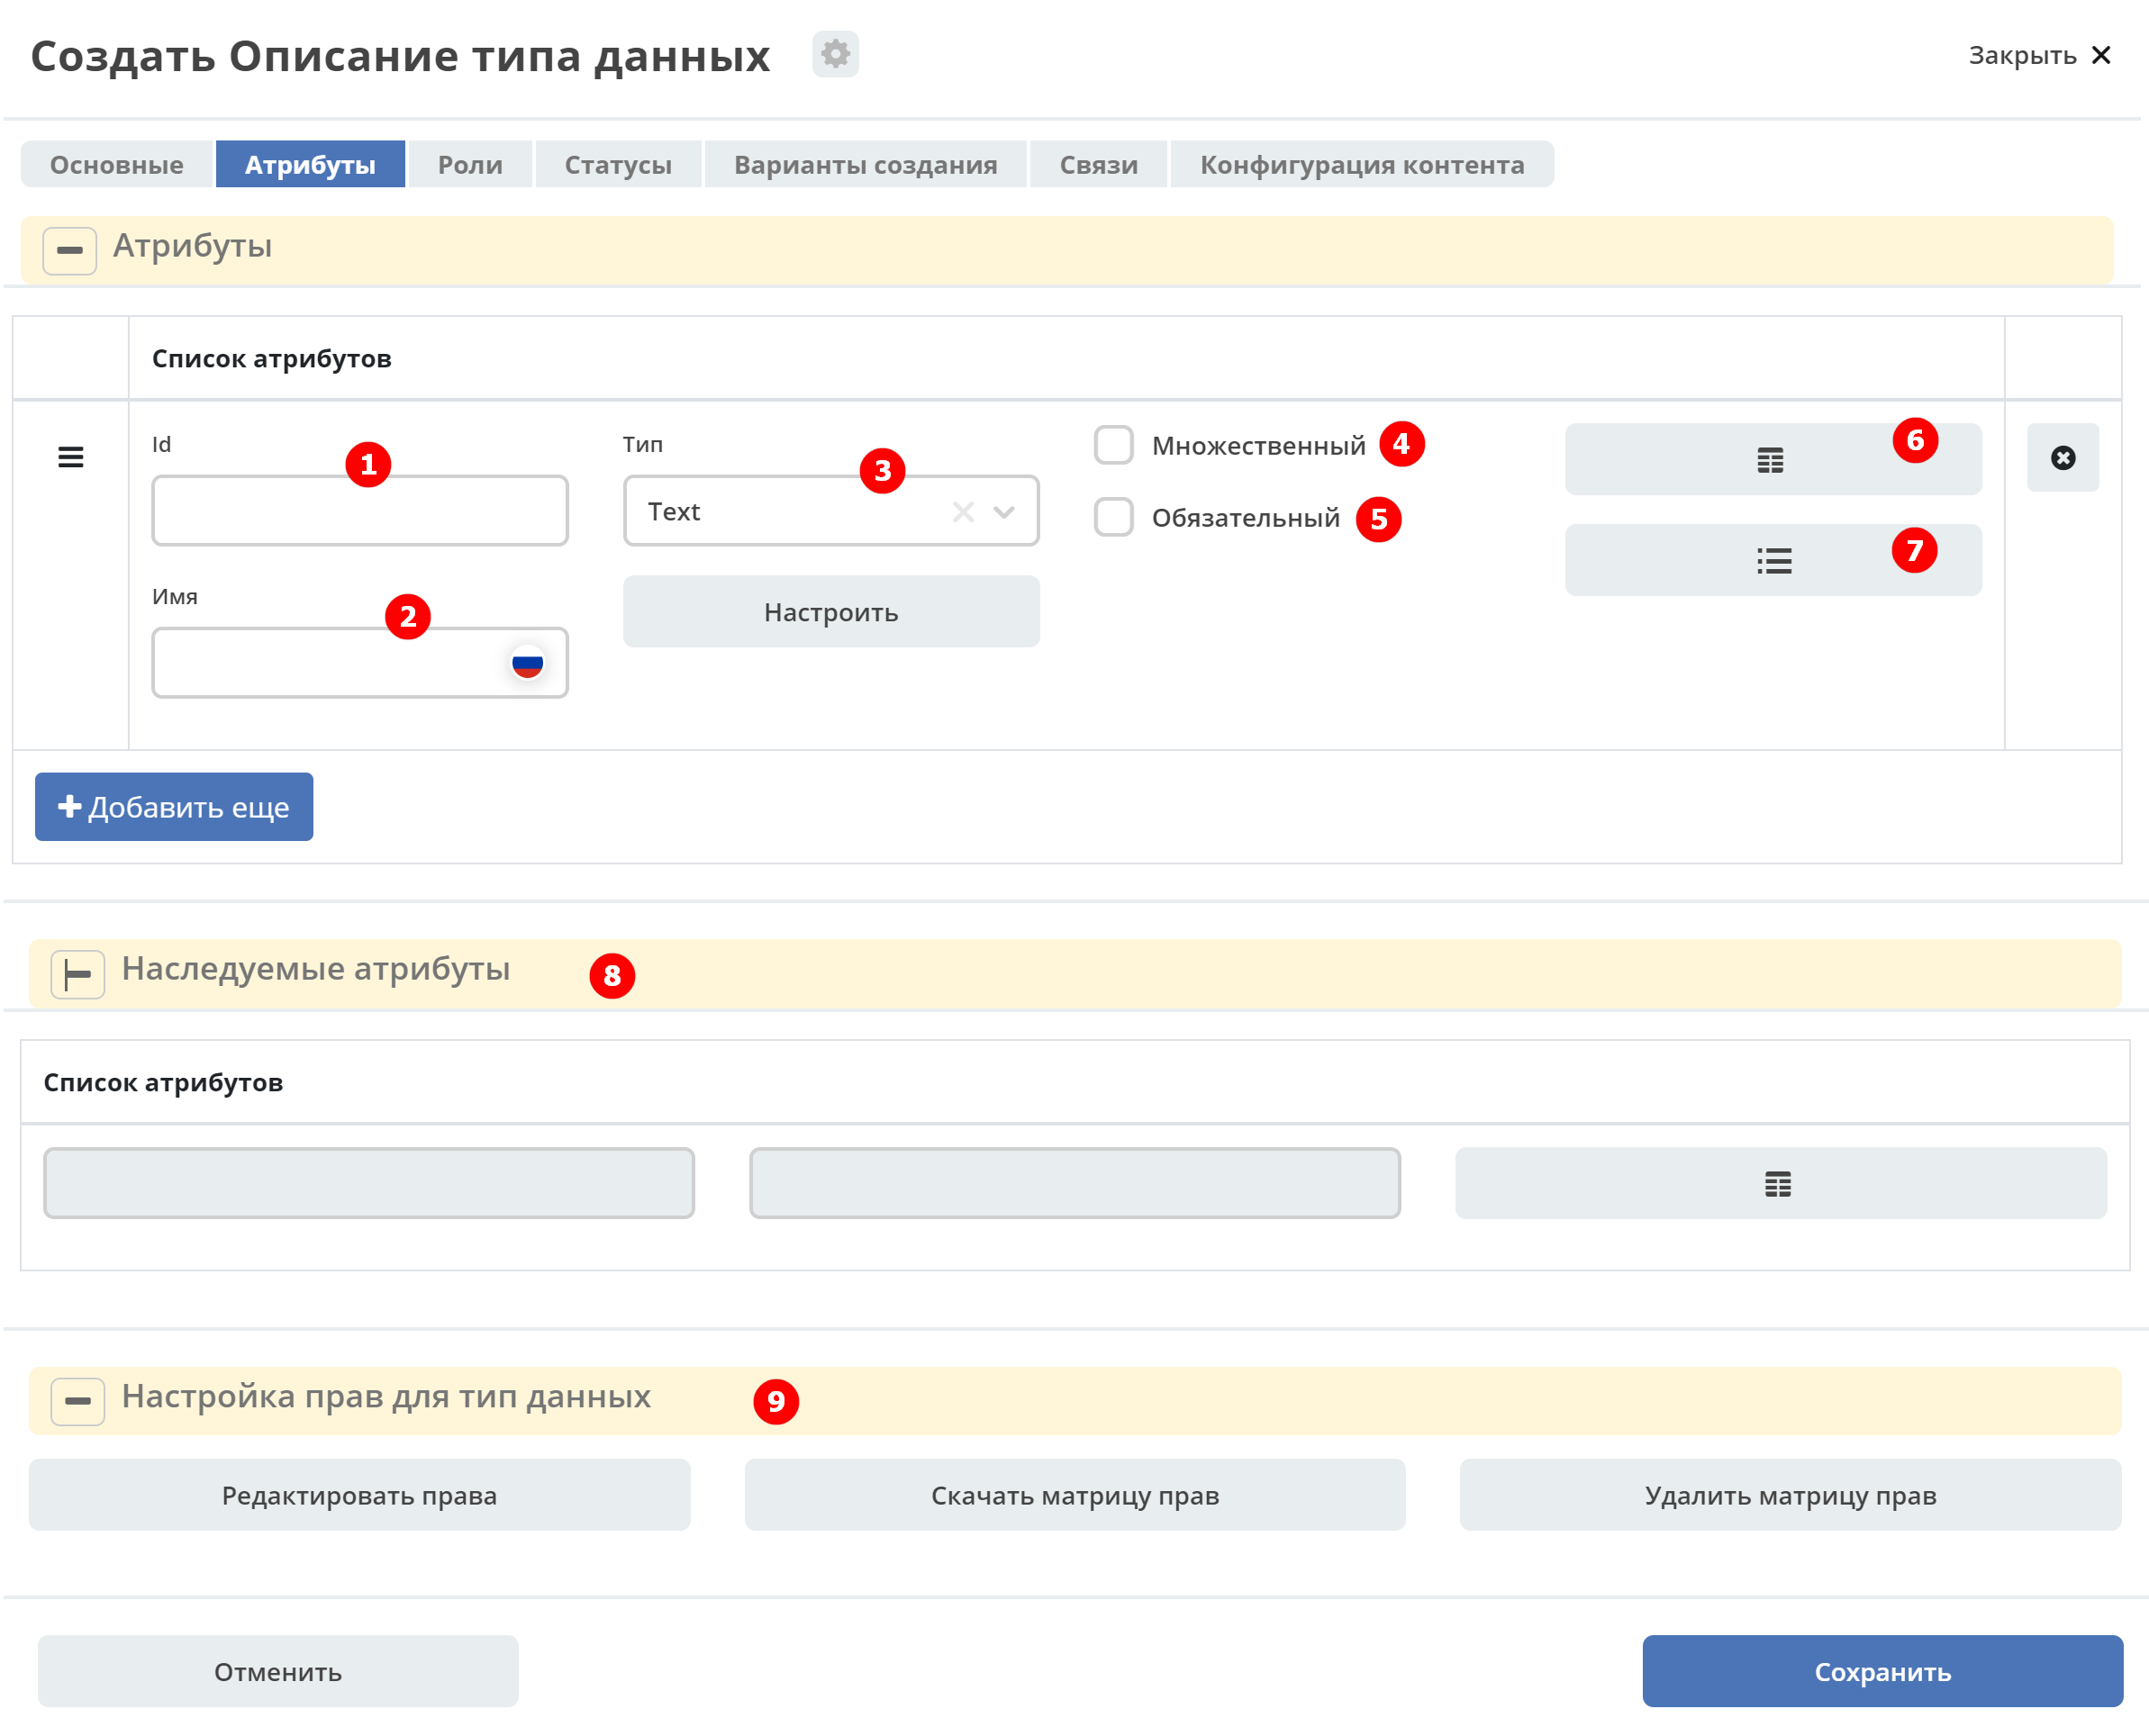 Создать Описание типа данных
Закрыть
Основные Атрибуты Роли Статусы Варианты создания Связи Конфигурация контента
Атрибуты
Список атрибутов
Id 1 Тип 3 Множественный 4 6
Text Обязательный 5 7
Имя 2 Настроить
Добавить еще
Наследуемые атрибуты 8
Список атрибутов
Настройка прав для тип данных 9
Редактировать права Скачать матрицу прав Удалить матрицу прав
Отменить Сохранить